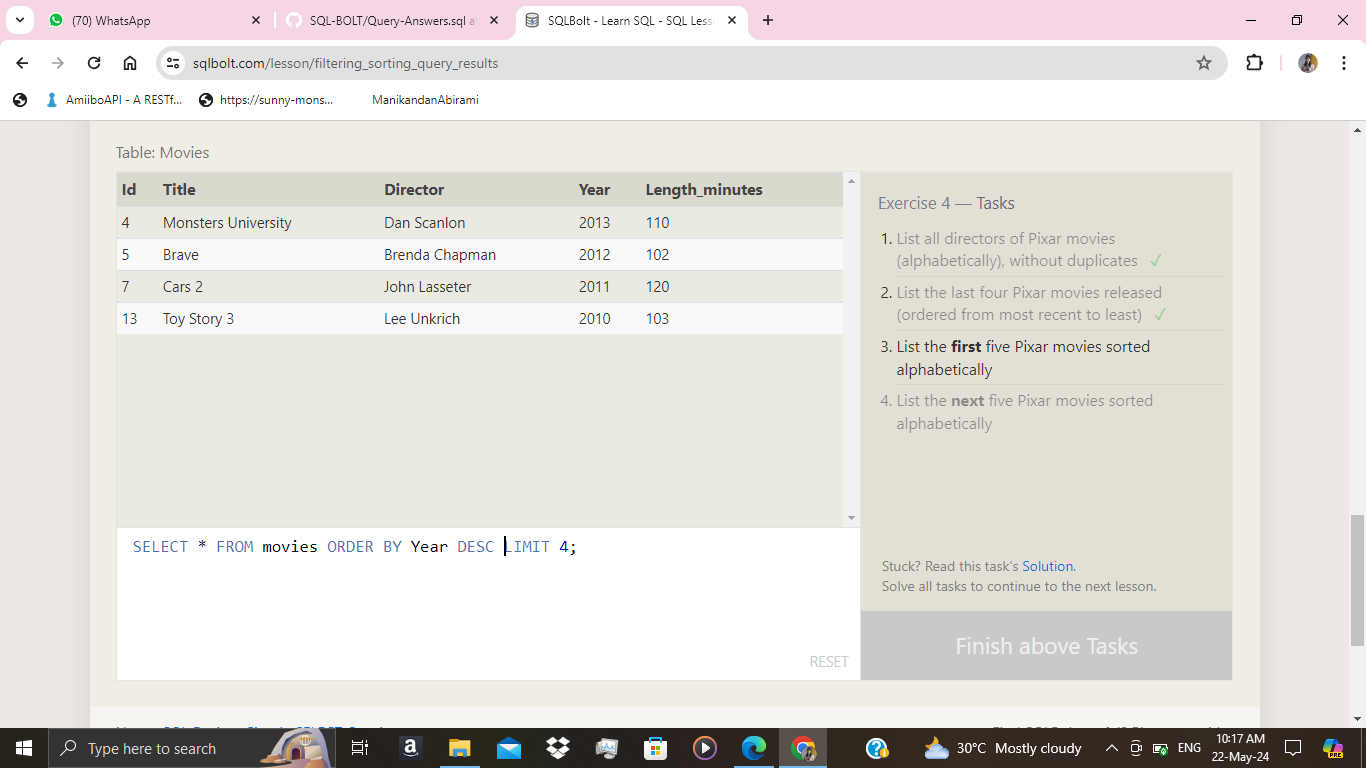 (70) WhatsApp
SQL-BOLT/Query-Answers.sql a
SQLBolt - Learn SQL - SQL Less
sqlbolt.com/lesson/filtering_sorting_query_results
AmiiboAPI - A RESTf...
https://sunny-mons...
ManikandanAbirami
Table: Movies
Id Title Director Year Length_minutes
4 Monsters University Dan Scanlon 2013 110
5 Brave Brenda Chapman 2012 102
7 Cars 2 John Lasseter 2011 120
13 Toy Story 3 Lee Unkrich 2010 103
SELECT * FROM movies ORDER BY Year DESC LIMIT 4;
RESET
Exercise 4 — Tasks
1. List all directors of Pixar movies
(alphabetically), without duplicates ✓
2. List the last four Pixar movies released
(ordered from most recent to least) ✓
3. List the first five Pixar movies sorted
alphabetically
4. List the next five Pixar movies sorted
alphabetically
Stuck? Read this task's Solution.
Solve all tasks to continue to the next lesson.
Finish above Tasks
Type here to search
30°C Mostly cloudy
ENG
10:17 AM
22-May-24
PRE